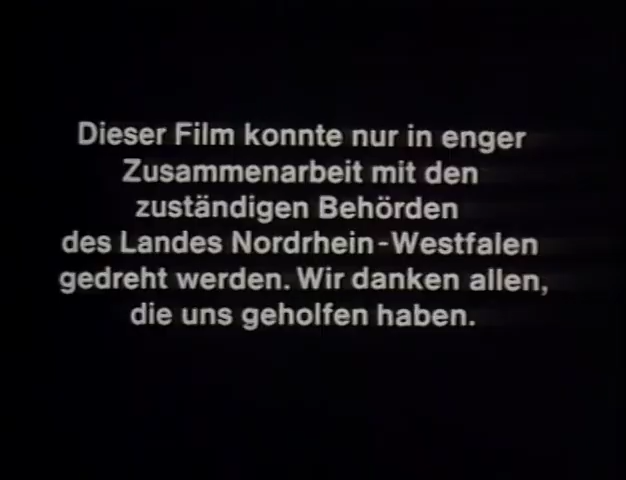 Dieser Film konnte nur in enger
Zusammenarbeit mit den
zuständigen Behörden
des Landes Nordrhein-Westfalen
gedreht werden. Wir danken allen,
die uns geholfen haben.